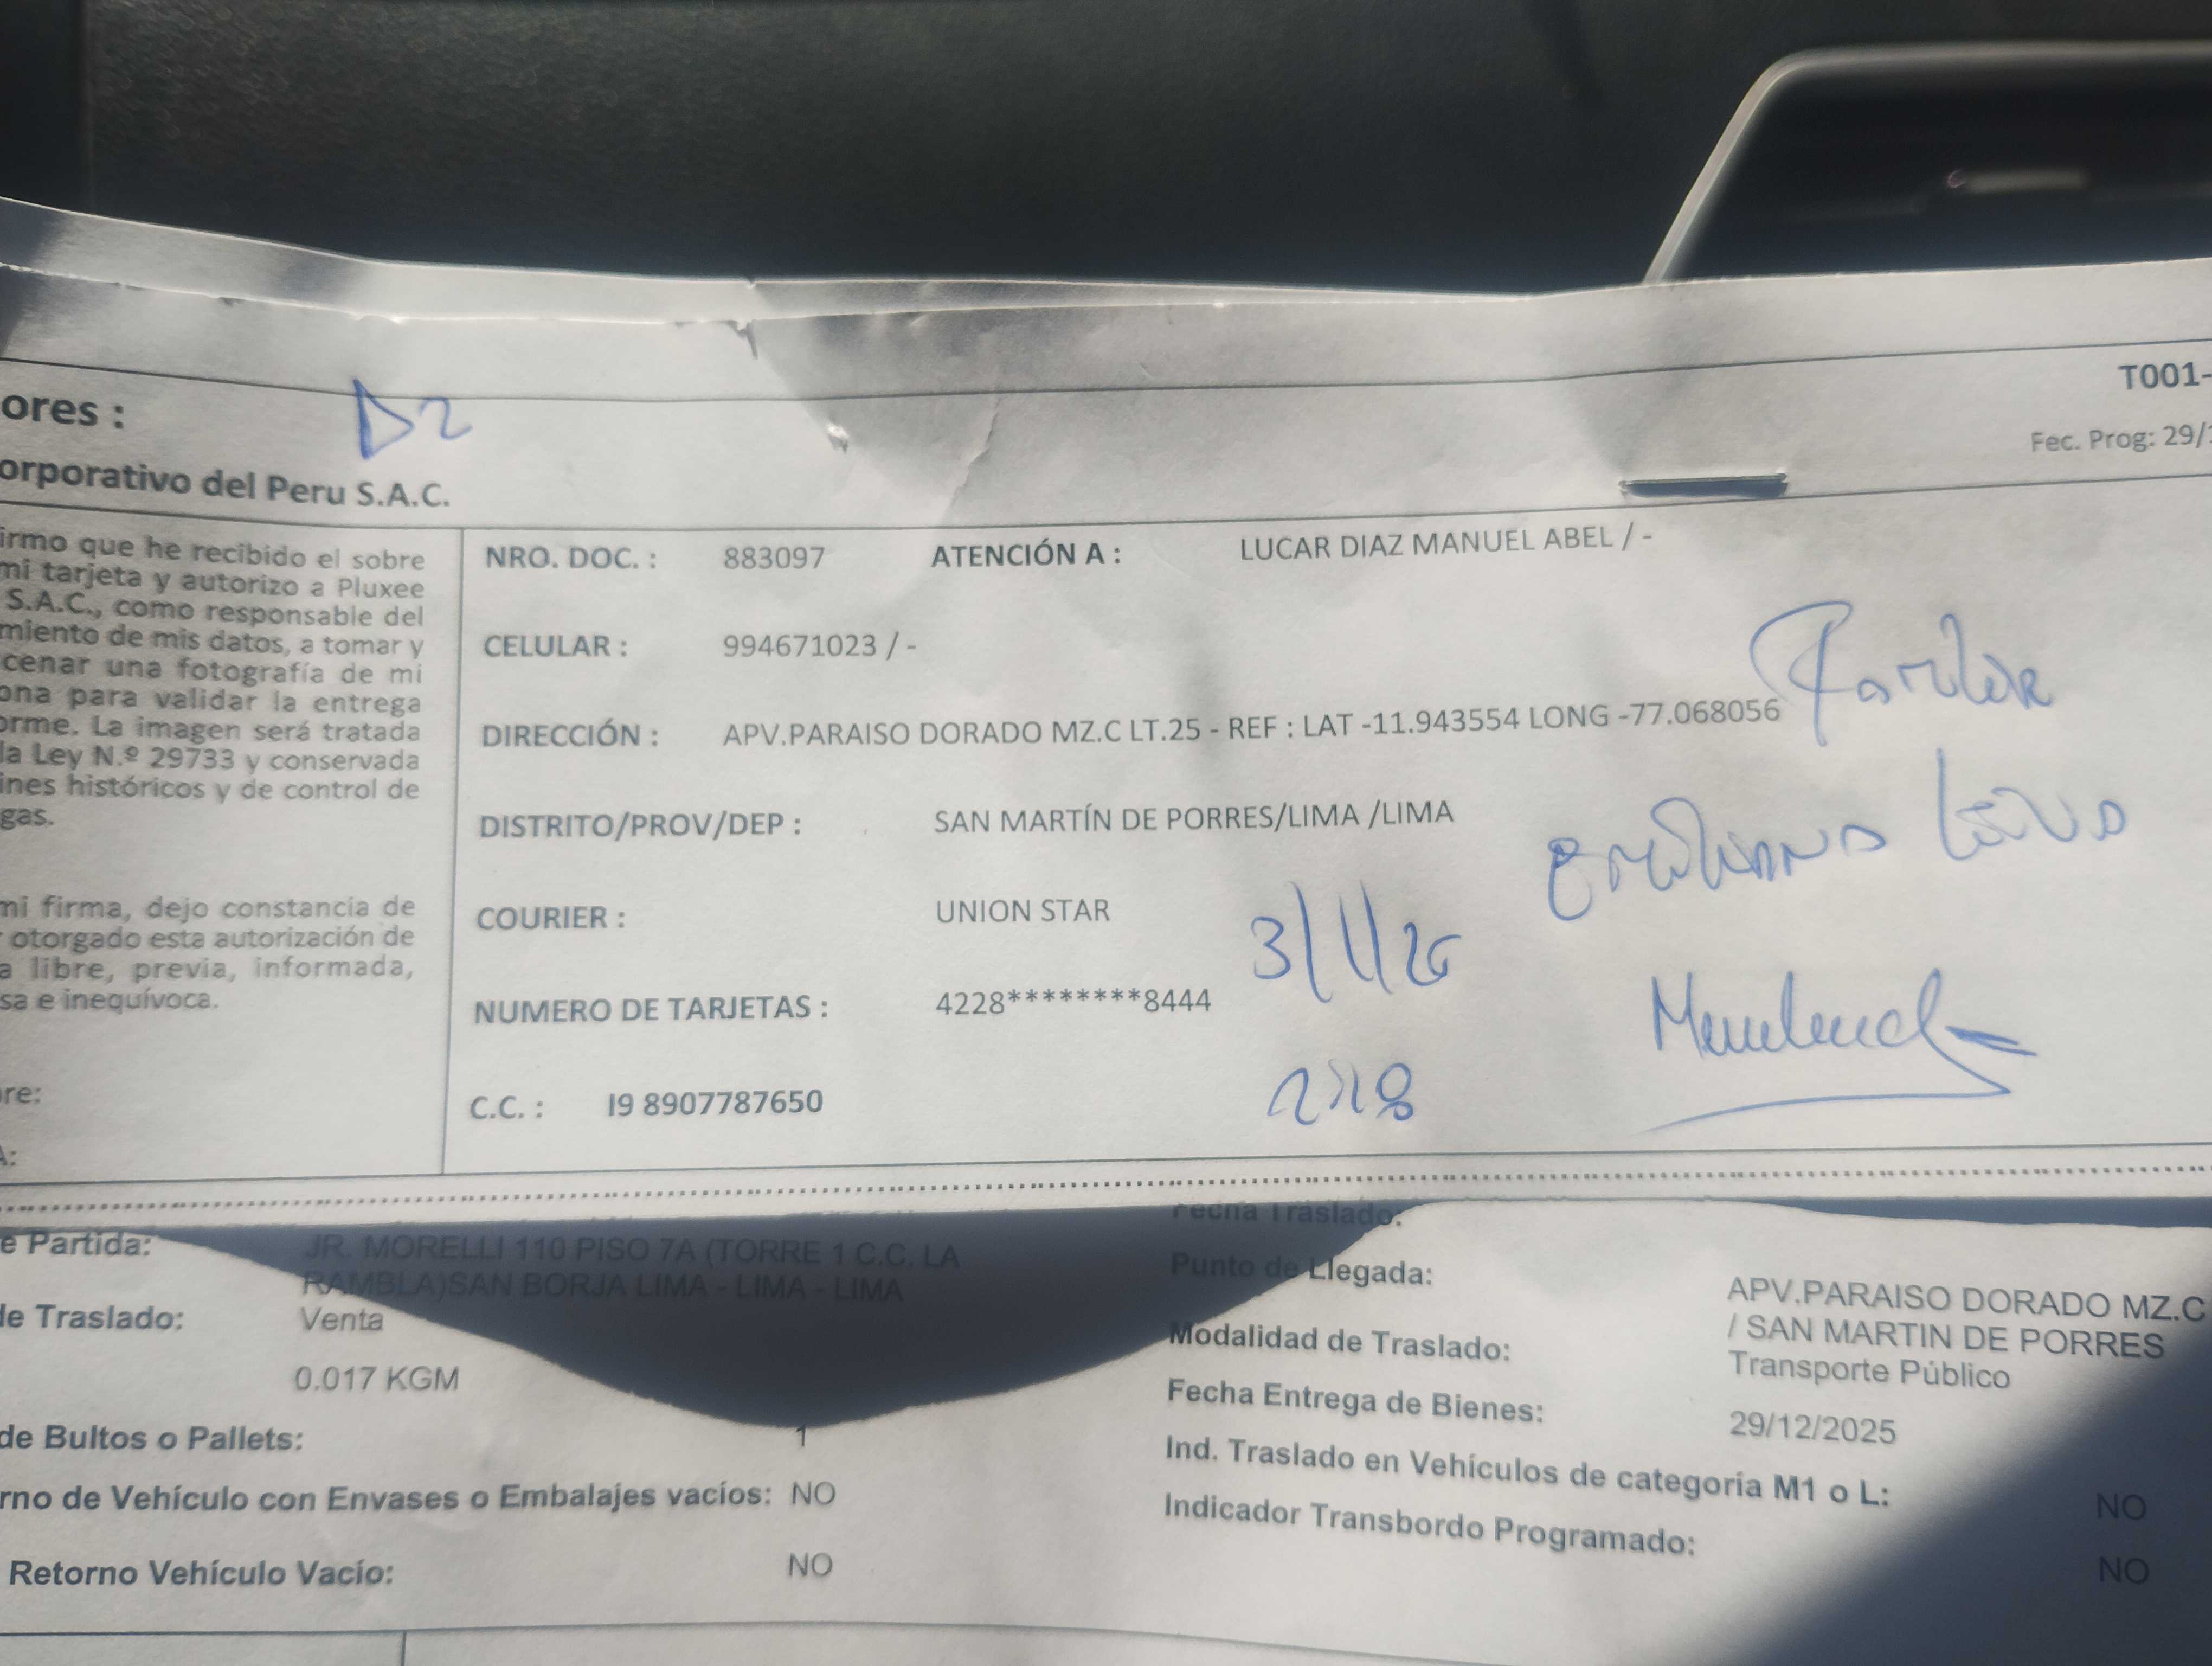 T001-
ores : D2
Fec. Prog: 29/
orporativo del Peru S.A.C.
irmo que he recibido el sobre
mi tarjeta y autorizo a Pluxee
S.A.C., como responsable del
miento de mis datos, a tomar y
cenar una fotografía de mi
ona para validar la entrega
orme. La imagen será tratada
la Ley N.º 29733 y conservada
ines históricos y de control de
gas.
mi firma, dejo constancia de
otorgado esta autorización de
a libre, previa, informada,
sa e inequívoca.
re:
A:
NRO. DOC. : 883097 ATENCIÓN A : LUCAR DIAZ MANUEL ABEL / -
CELULAR : 994671023 / -
DIRECCIÓN : APV.PARAISO DORADO MZ.C LT.25 - REF : LAT -11.943554 LONG -77.068056
DISTRITO/PROV/DEP : SAN MARTÍN DE PORRES/LIMA /LIMA
COURIER : UNION STAR
3/1/26
NUMERO DE TARJETAS : 4228********8444
C.C. : I9 8907787650
e Partida: JR. MORELLI 110 PISO 7A (TORRE 1 C.C. LA
RAMBLA)SAN BORJA LIMA - LIMA - LIMA
de Traslado: Venta
0.017 KGM
de Bultos o Pallets: 1
rno de Vehículo con Envases o Embalajes vacíos: NO
Retorno Vehículo Vacío: NO
Fecha Traslado:
Punto de Llegada: APV.PARAISO DORADO MZ.C
/ SAN MARTIN DE PORRES
Modalidad de Traslado: Transporte Público
Fecha Entrega de Bienes: 29/12/2025
Ind. Traslado en Vehículos de categoría M1 o L: NO
Indicador Transbordo Programado: NO